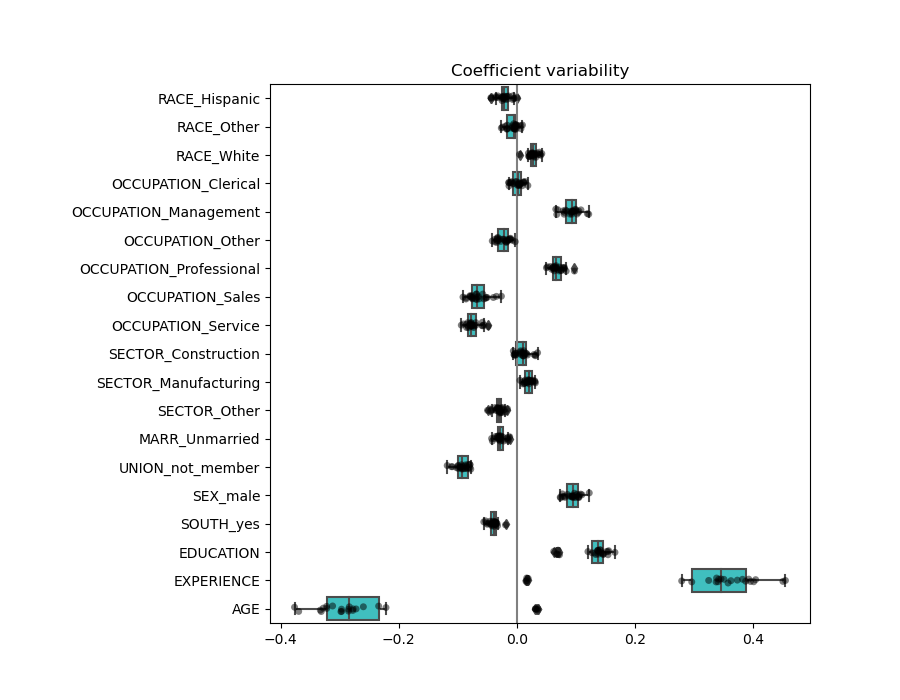 Coefficient variability
RACE_Hispanic
RACE_Other
RACE_White
OCCUPATION_Clerical
OCCUPATION_Management
OCCUPATION_Other
OCCUPATION_Professional
OCCUPATION_Sales
OCCUPATION_Service
SECTOR_Construction
SECTOR_Manufacturing
SECTOR_Other
MARR_Unmarried
UNION_not_member
SEX_male
SOUTH_yes
EDUCATION
EXPERIENCE
AGE
−0.4 −0.2 0.0 0.2 0.4